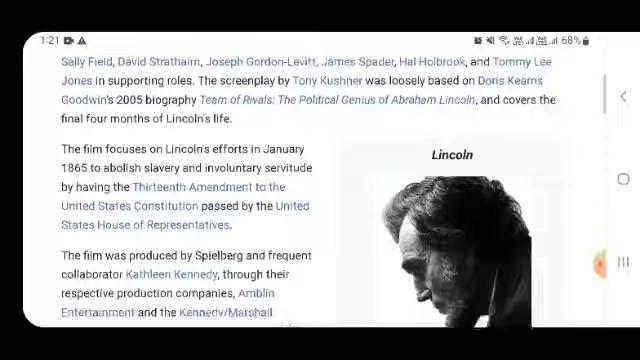 1:21
68%
Sally Field, David Strathairn, Joseph Gordon-Levitt, James Spader, Hal Holbrook, and Tommy Lee
Jones in supporting roles. The screenplay by Tony Kushner was loosely based on Doris Kearns
Goodwin's 2005 biography Team of Rivals: The Political Genius of Abraham Lincoln, and covers the
final four months of Lincoln's life.
The film focuses on Lincoln's efforts in January
1865 to abolish slavery and involuntary servitude
by having the Thirteenth Amendment to the
United States Constitution passed by the United
States House of Representatives.
The film was produced by Spielberg and frequent
collaborator Kathleen Kennedy, through their
respective production companies, Amblin
Entertainment and the Kennedy/Marshall
Lincoln